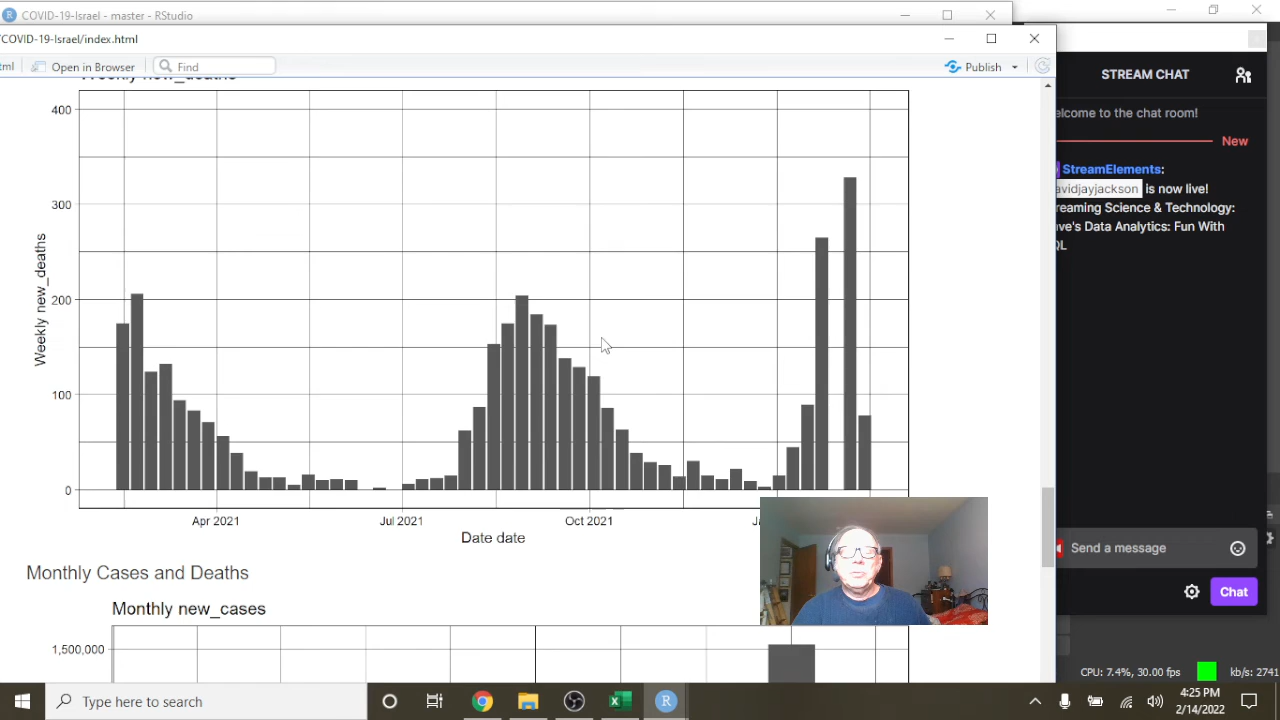 COVID-19-Israel - master - RStudio
COVID-19-Israel/index.html
Open in Browser
Find
Publish
Weekly new_deaths
400
300
200
100
0
Weekly new_deaths
Apr 2021
Jul 2021
Oct 2021
Date date
Monthly Cases and Deaths
Monthly new_cases
1,500,000
STREAM CHAT
elcome to the chat room!
New
StreamElements:
avidjayjackson is now live!
reaming Science & Technology:
ve's Data Analytics: Fun With
QL
Send a message
Chat
CPU: 7.4%, 30.00 fps
kb/s: 2741
Type here to search
4:25 PM
2/14/2022